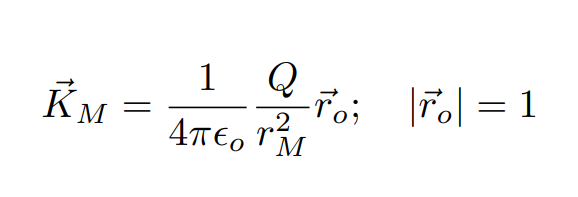 $\vec{K}_M = \frac{1}{4\pi\epsilon_o} \frac{Q}{r_M^2} \vec{r}_o; \quad |\vec{r}_o| = 1$